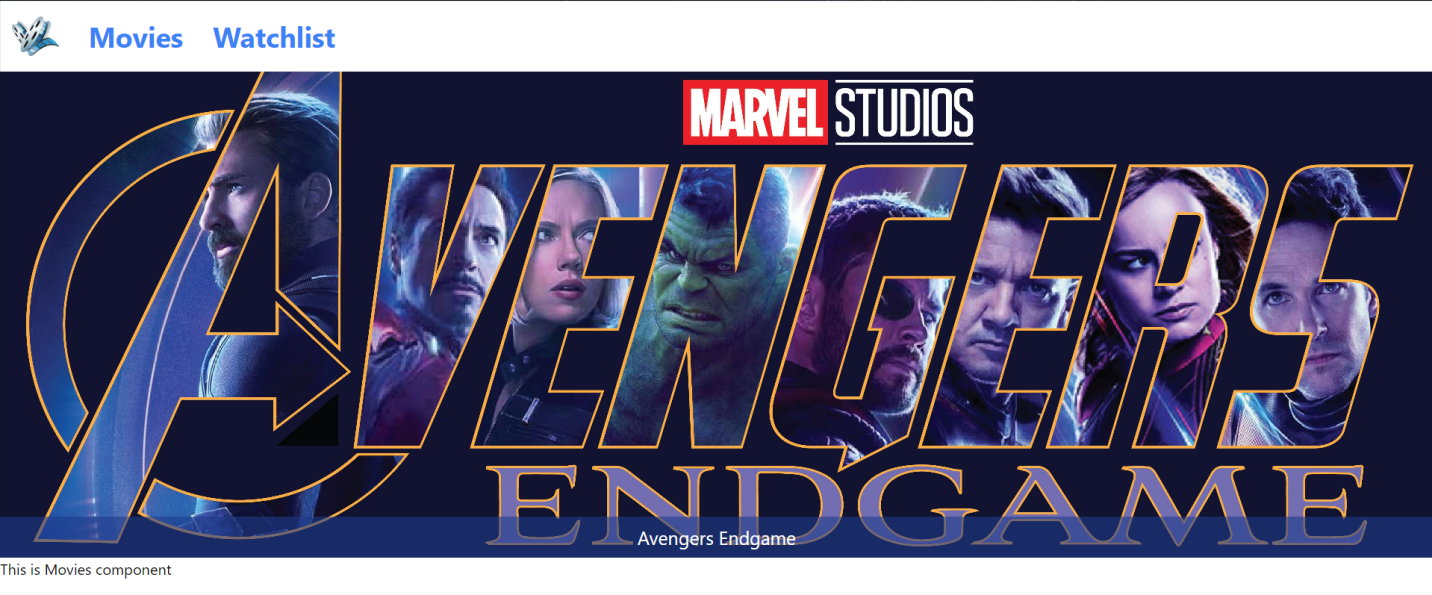 Movies Watchlist
MARVEL STUDIOS
AVENGERS
ENDGAME
Avengers Endgame
This is Movies component